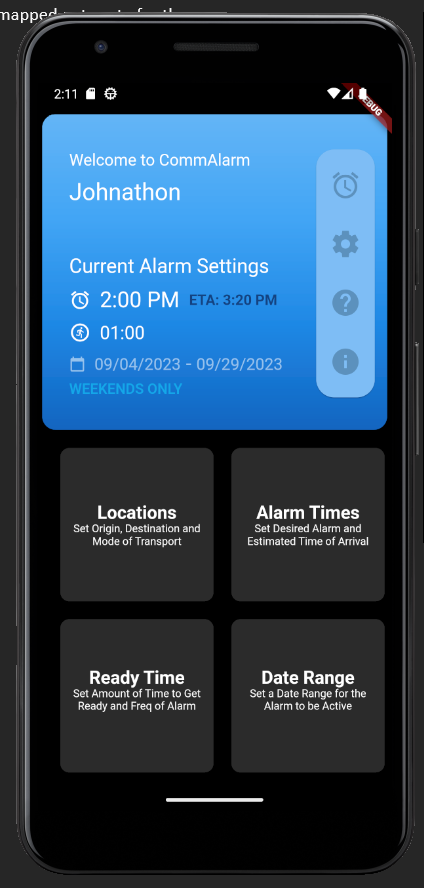 mapped
2:11
DEBUG
Welcome to CommAlarm
Johnathon
Current Alarm Settings
2:00 PM ETA: 3:20 PM
01:00
09/04/2023 - 09/29/2023
WEEKENDS ONLY
Locations
Set Origin, Destination and
Mode of Transport
Alarm Times
Set Desired Alarm and
Estimated Time of Arrival
Ready Time
Set Amount of Time to Get
Ready and Freq of Alarm
Date Range
Set a Date Range for the
Alarm to be Active